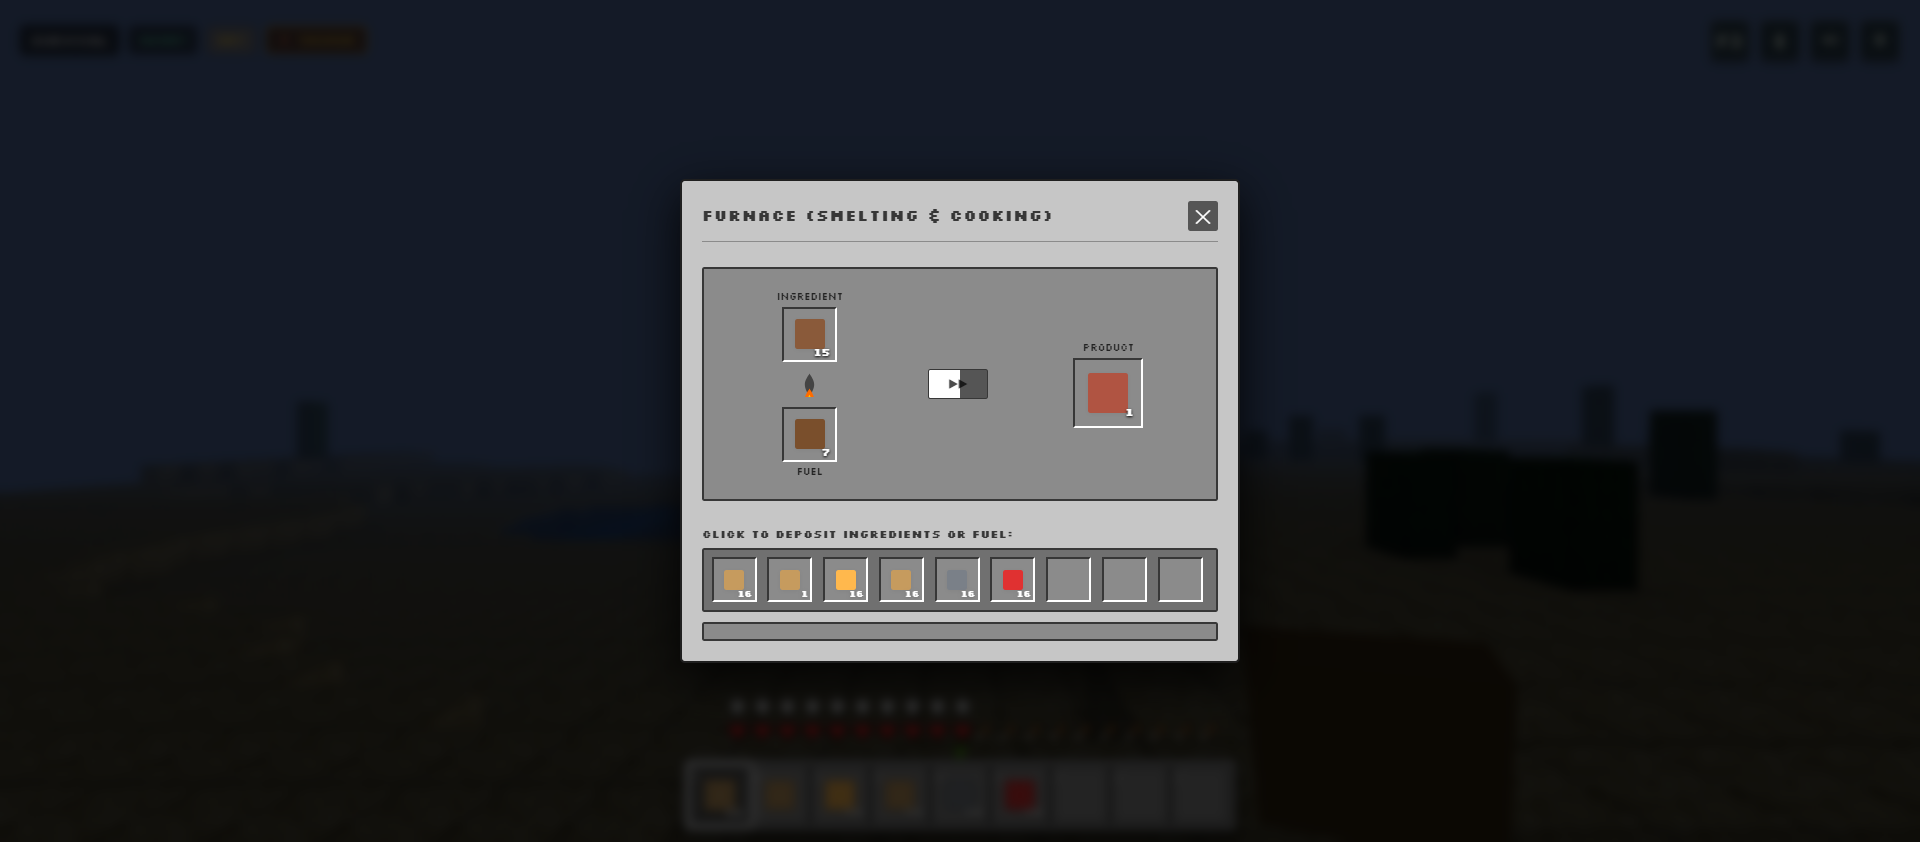 FURNACE (SMELTING & COOKING)
INGREDIENT
15
PRODUCT
1
7
FUEL
CLICK TO DEPOSIT INGREDIENTS OR FUEL:
16 1 16 16 16 16